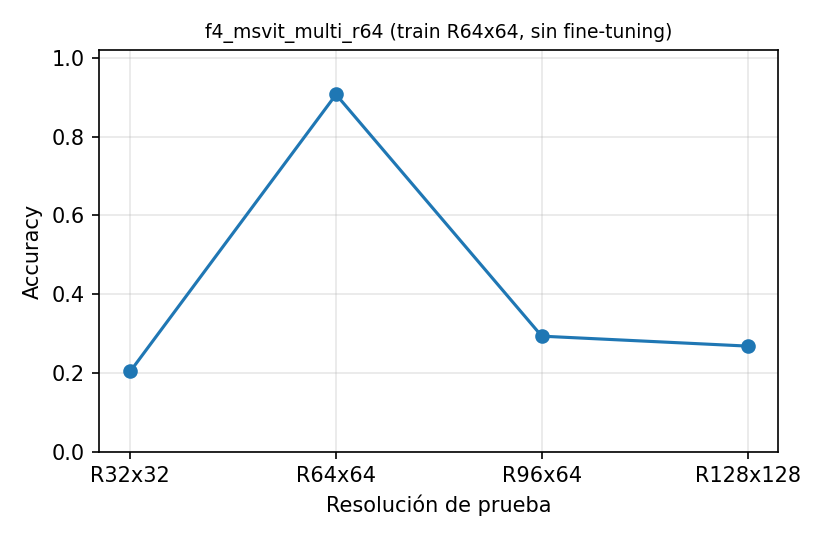 f4_msvit_multi_r64 (train R64x64, sin fine-tuning)
1.0
0.8
0.6
0.4
0.2
0.0
Accuracy
R32x32 R64x64 R96x64 R128x128
Resolución de prueba